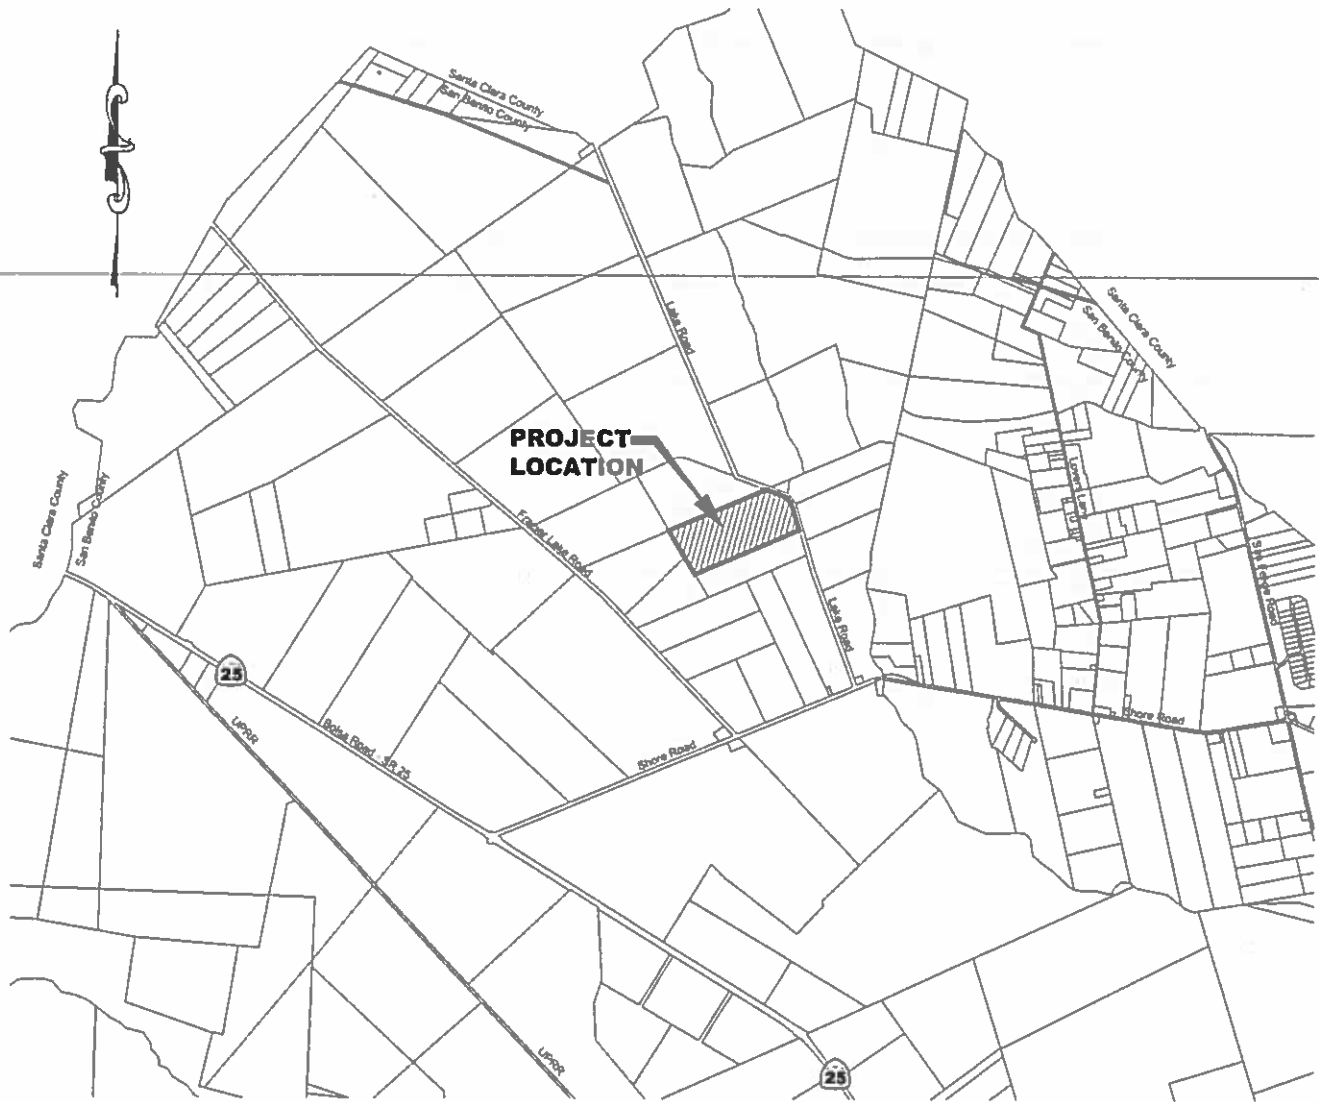 Santa Clara County
San Benito County
Lake Road
Santa Clara County
San Benito County
PROJECT
LOCATION
Santa Clara County
San Benito County
Frazer Lake Road
Lovers Lane
San Felipe Road
Lake Road
25
UPRR
Bolsa Road - SR 25
Shore Road
Shore Road
UPRR
25